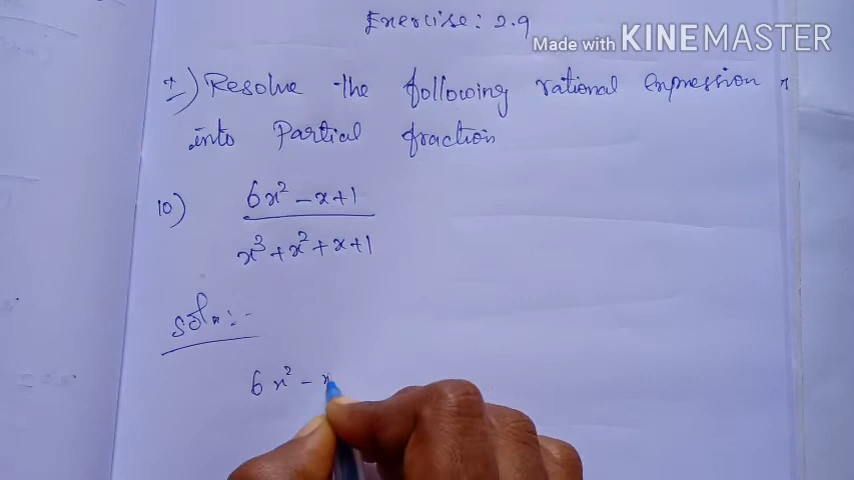 Exercise: 2.9
Made with KINEMASTER
*) Resolve the following rational expression s
into Partial fraction
10) 6x² - x + 1
x³ + x² + x + 1
Soln:-
6x² - x